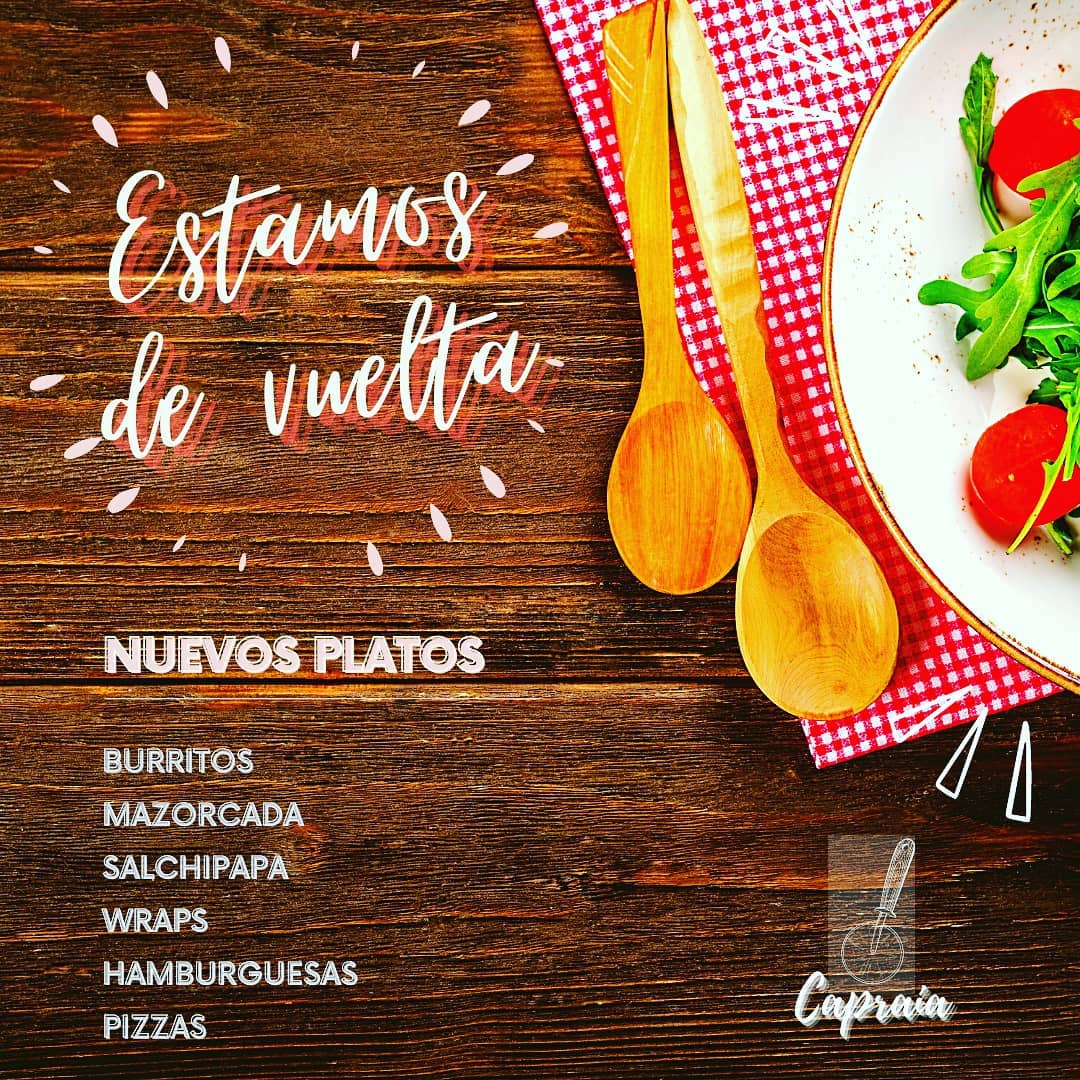 Estamos
de vuelta
NUEVOS PLATOS
BURRITOS
MAZORCADA
SALCHIPAPA
WRAPS
HAMBURGUESAS
PIZZAS
Capraia